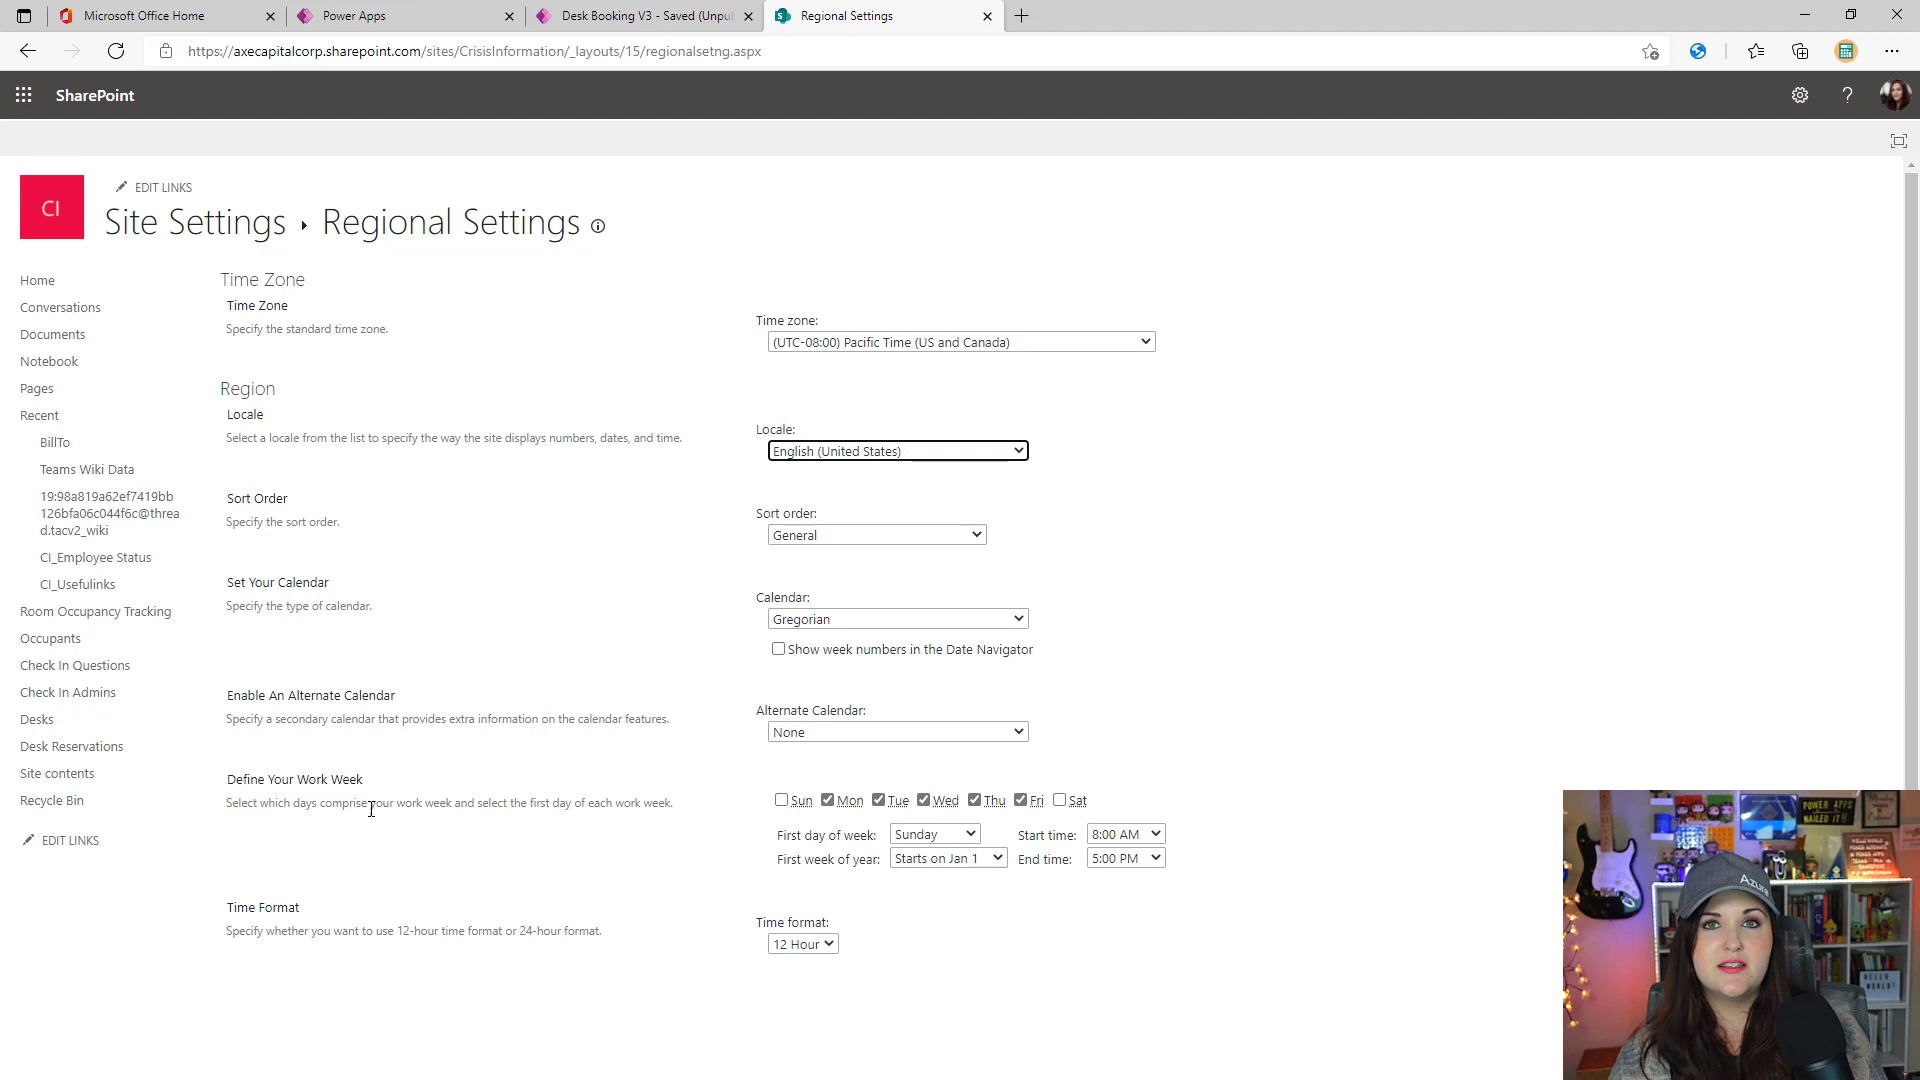 Microsoft Office Home
Power Apps
Desk Booking V3 - Saved (Unpu
Regional Settings
https://axecapitalcorp.sharepoint.com/sites/CrisisInformation/_layouts/15/regionalsetng.aspx
SharePoint
CI
EDIT LINKS
Site Settings
Regional Settings
Home
Conversations
Documents
Notebook
Pages
Recent
BillTo
Teams Wiki Data
19:98a819a62ef7419bb
126bfa06c044f6c@threa
d.tacv2_wiki
CI_Employee Status
CI_Usefulinks
Room Occupancy Tracking
Occupants
Check In Questions
Check In Admins
Desks
Desk Reservations
Site contents
Recycle Bin
EDIT LINKS
Time Zone
Time Zone
Specify the standard time zone.
Time zone:
(UTC-08:00) Pacific Time (US and Canada)
Region
Locale
Select a locale from the list to specify the way the site displays numbers, dates, and time.
Locale:
English (United States)
Sort Order
Specify the sort order.
Sort order:
General
Set Your Calendar
Specify the type of calendar.
Calendar:
Gregorian
Show week numbers in the Date Navigator
Enable An Alternate Calendar
Specify a secondary calendar that provides extra information on the calendar features.
Alternate Calendar:
None
Define Your Work Week
Select which days comprise your work week and select the first day of each work week.
Sun Mon Tue Wed Thu Fri Sat
First day of week: Sunday Start time: 8:00 AM
First week of year: Starts on Jan 1 End time: 5:00 PM
Time Format
Specify whether you want to use 12-hour time format or 24-hour format.
Time format:
12 Hour
POWER APPS
NAILED IT!!
Azure
HELLO
WORLD